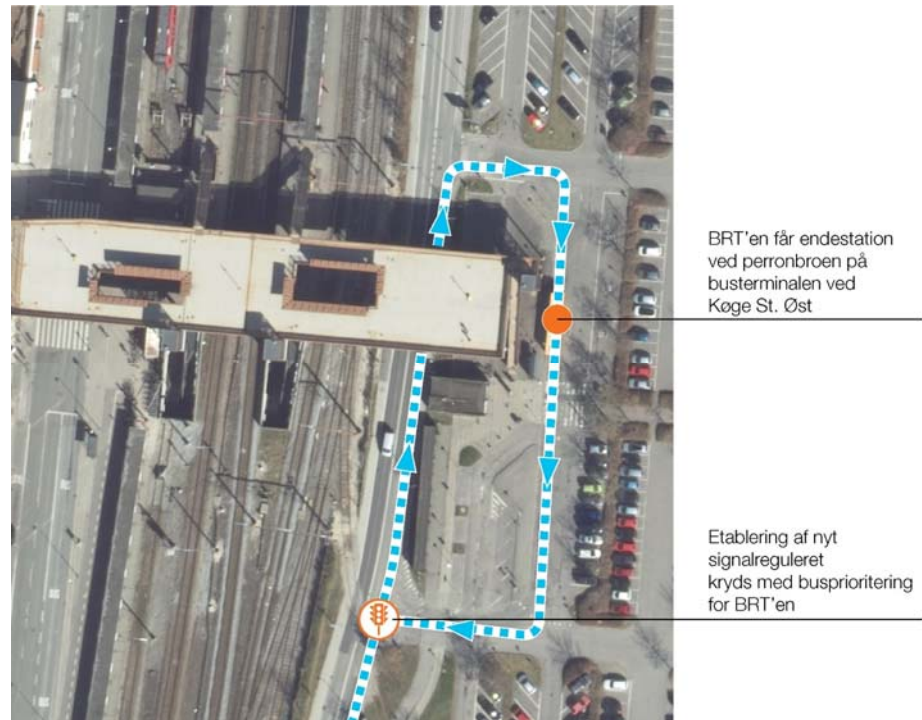 BRT'en får endestation
ved perronbroen på
busterminalen ved
Køge St. Øst
Etablering af nyt
signalreguleret
kryds med busprioritering
for BRT'en